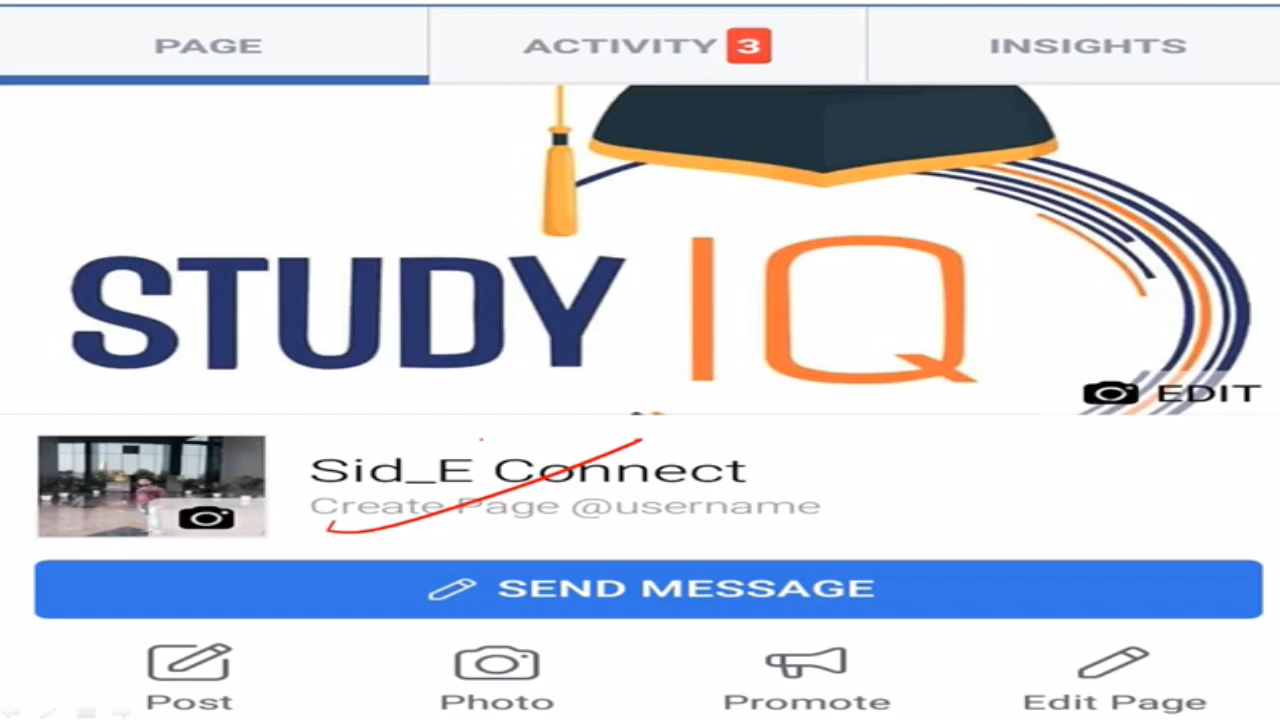 PAGE ACTIVITY 3 INSIGHTS
STUDY IQ
EDIT
Sid_E Connect
Create Page @username
SEND MESSAGE
Post Photo Promote Edit Page